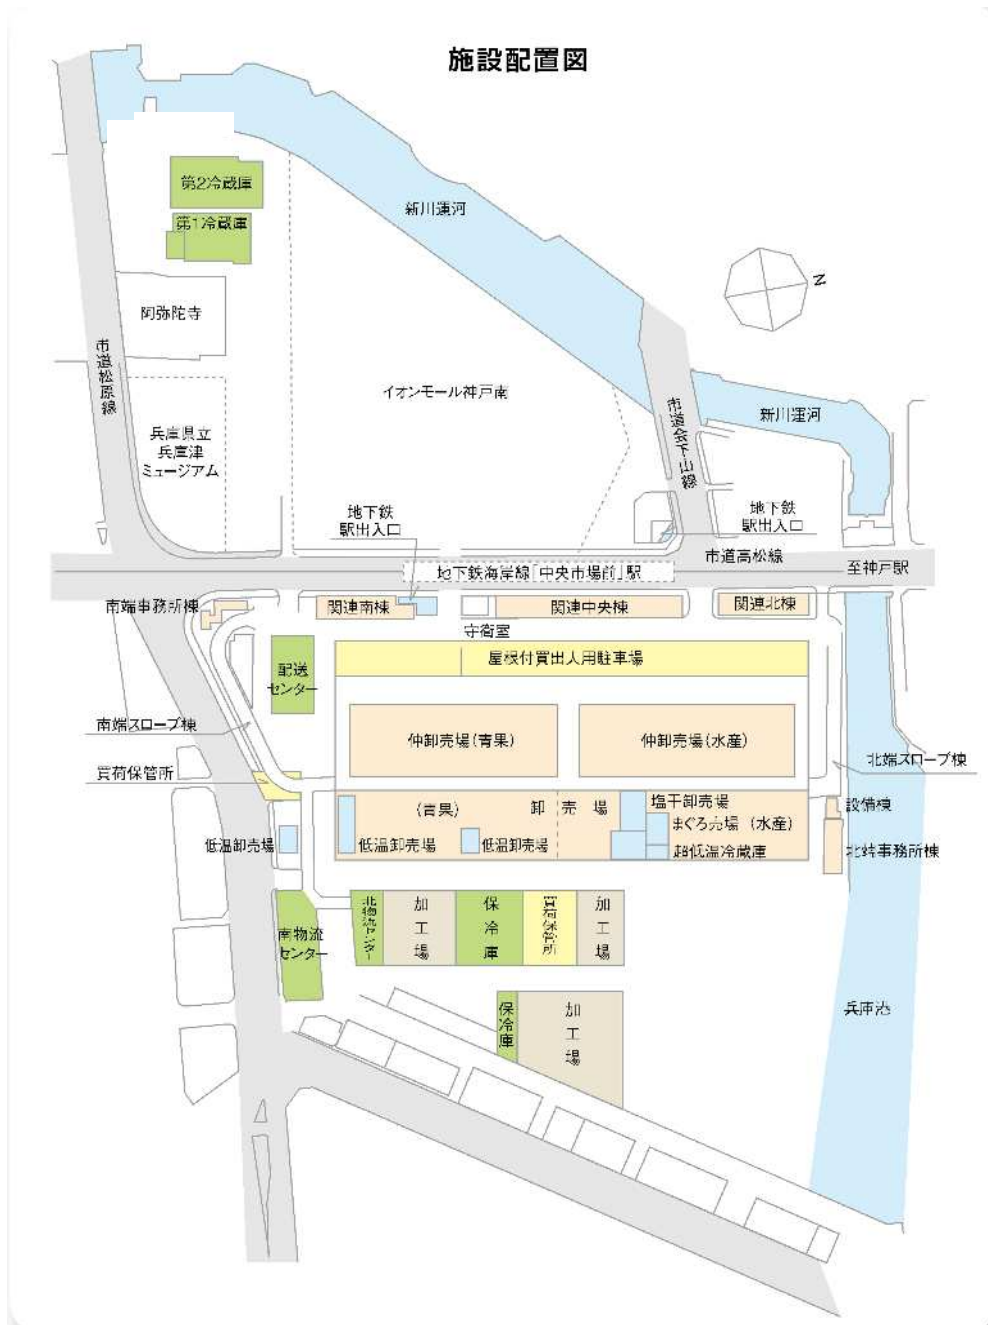 施設配置図
第2冷蔵庫
第1冷蔵庫
新川運河
N
阿弥陀寺
市道松原線
イオンモール神戸南
兵庫県立
兵庫津
ミュージアム
市道会下山線
新川運河
地下鉄
駅出入口
地下鉄
駅出入口
市道高松線
地下鉄海岸線「中央市場前」駅
至神戸駅
南端事務所棟
関連南棟
関連中央棟
関連北棟
守衛室
配送
センター
屋根付買出人用駐車場
南端スロープ棟
仲卸売場(青果)
仲卸売場(水産)
北端スロープ棟
買荷保管所
(青果)
卸売場
塩干卸売場
設備棟
まぐろ売場 (水産)
低温卸売場
低温卸売場
低温卸売場
超低温冷蔵庫
北端事務所棟
北物流センター
加工場
保冷庫
買荷保管所
加工場
南物流
センター
保冷庫
加工場
兵庫港